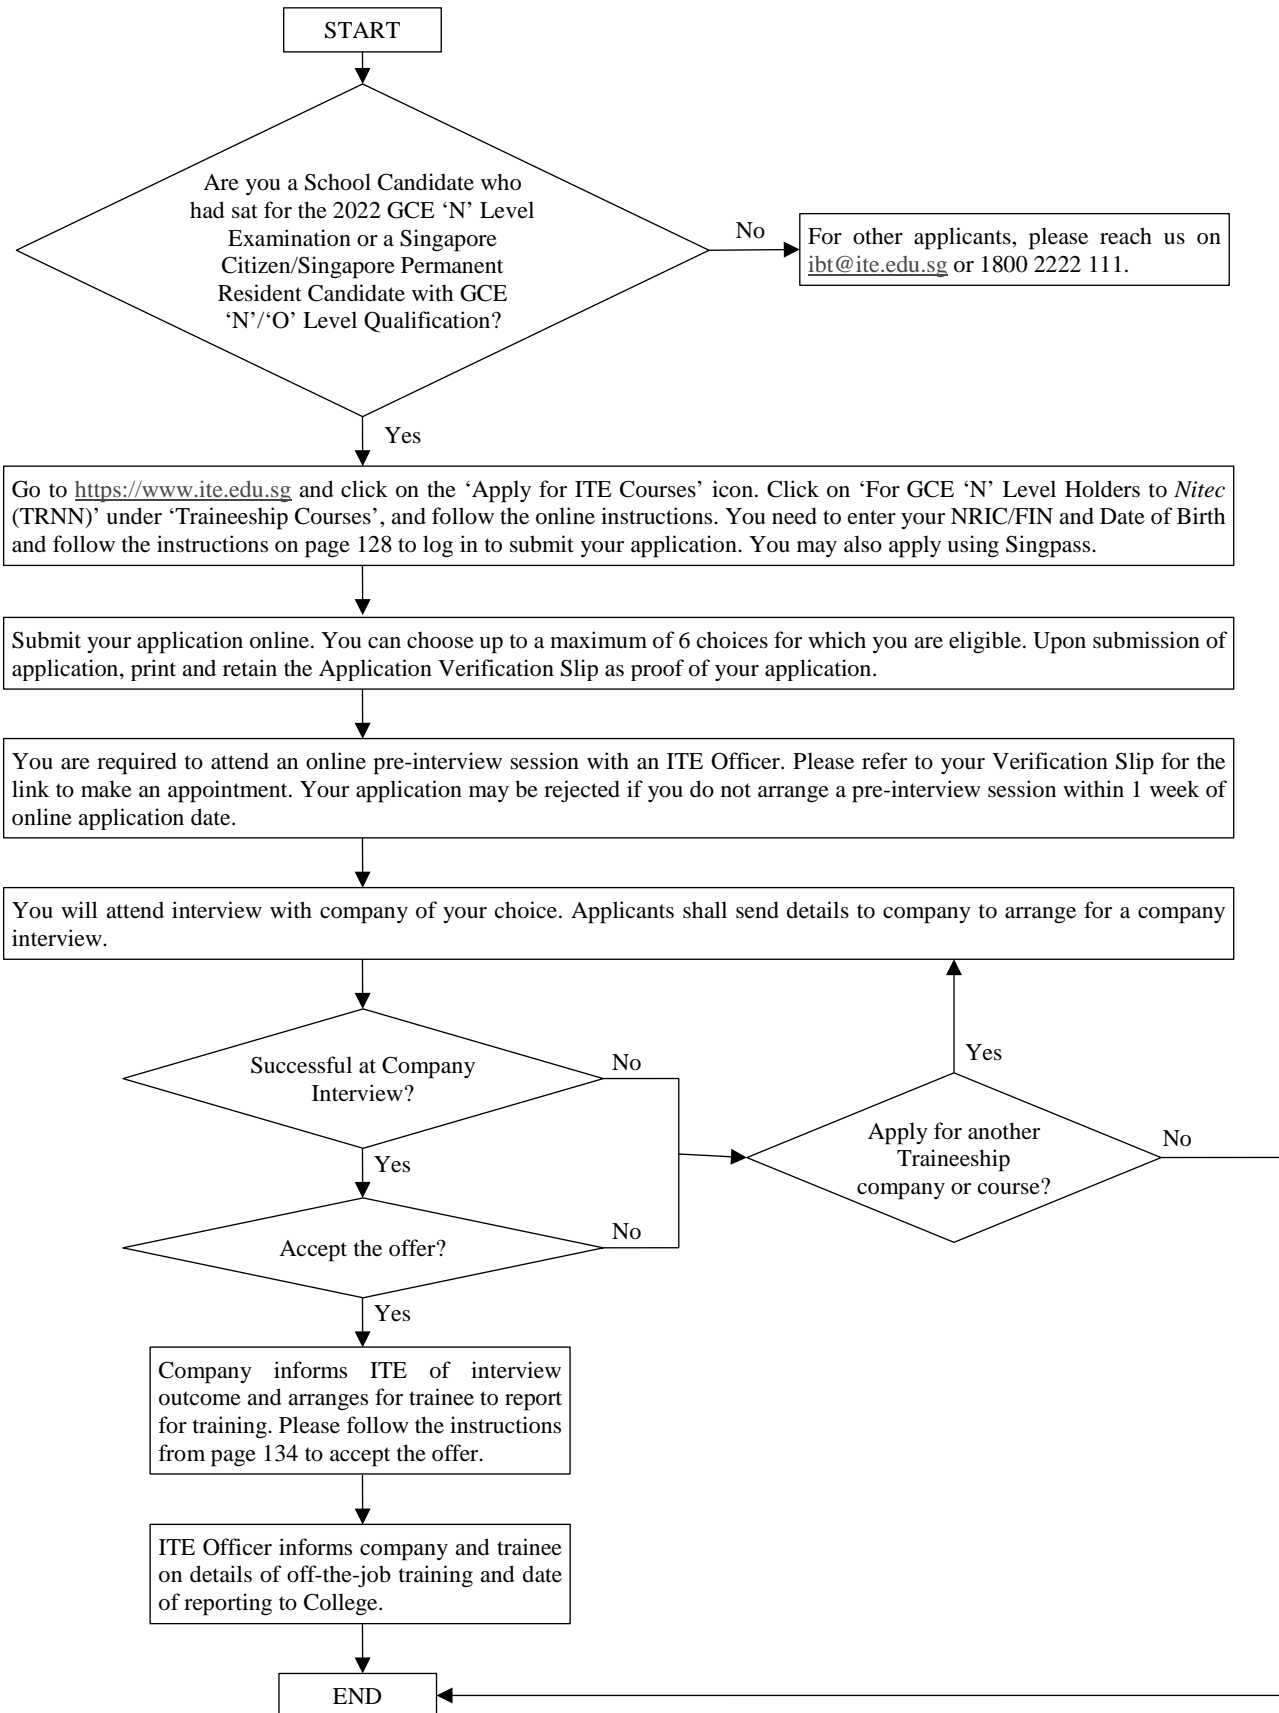 START
Are you a School Candidate who
had sat for the 2022 GCE ‘N’ Level
Examination or a Singapore
Citizen/Singapore Permanent
Resident Candidate with GCE
‘N’/‘O’ Level Qualification?
No
For other applicants, please reach us on
ibt@ite.edu.sg or 1800 2222 111.
Yes
Go to https://www.ite.edu.sg and click on the ‘Apply for ITE Courses’ icon. Click on ‘For GCE ‘N’ Level Holders to Nitec
(TRNN)’ under ‘Traineeship Courses’, and follow the online instructions. You need to enter your NRIC/FIN and Date of Birth
and follow the instructions on page 128 to log in to submit your application. You may also apply using Singpass.
Submit your application online. You can choose up to a maximum of 6 choices for which you are eligible. Upon submission of
application, print and retain the Application Verification Slip as proof of your application.
You are required to attend an online pre-interview session with an ITE Officer. Please refer to your Verification Slip for the
link to make an appointment. Your application may be rejected if you do not arrange a pre-interview session within 1 week of
online application date.
You will attend interview with company of your choice. Applicants shall send details to company to arrange for a company
interview.
Successful at Company
Interview?
No
Yes
Apply for another
Traineeship
company or course?
Yes
No
Accept the offer?
No
Yes
Company informs ITE of interview
outcome and arranges for trainee to report
for training. Please follow the instructions
from page 134 to accept the offer.
ITE Officer informs company and trainee
on details of off-the-job training and date
of reporting to College.
END